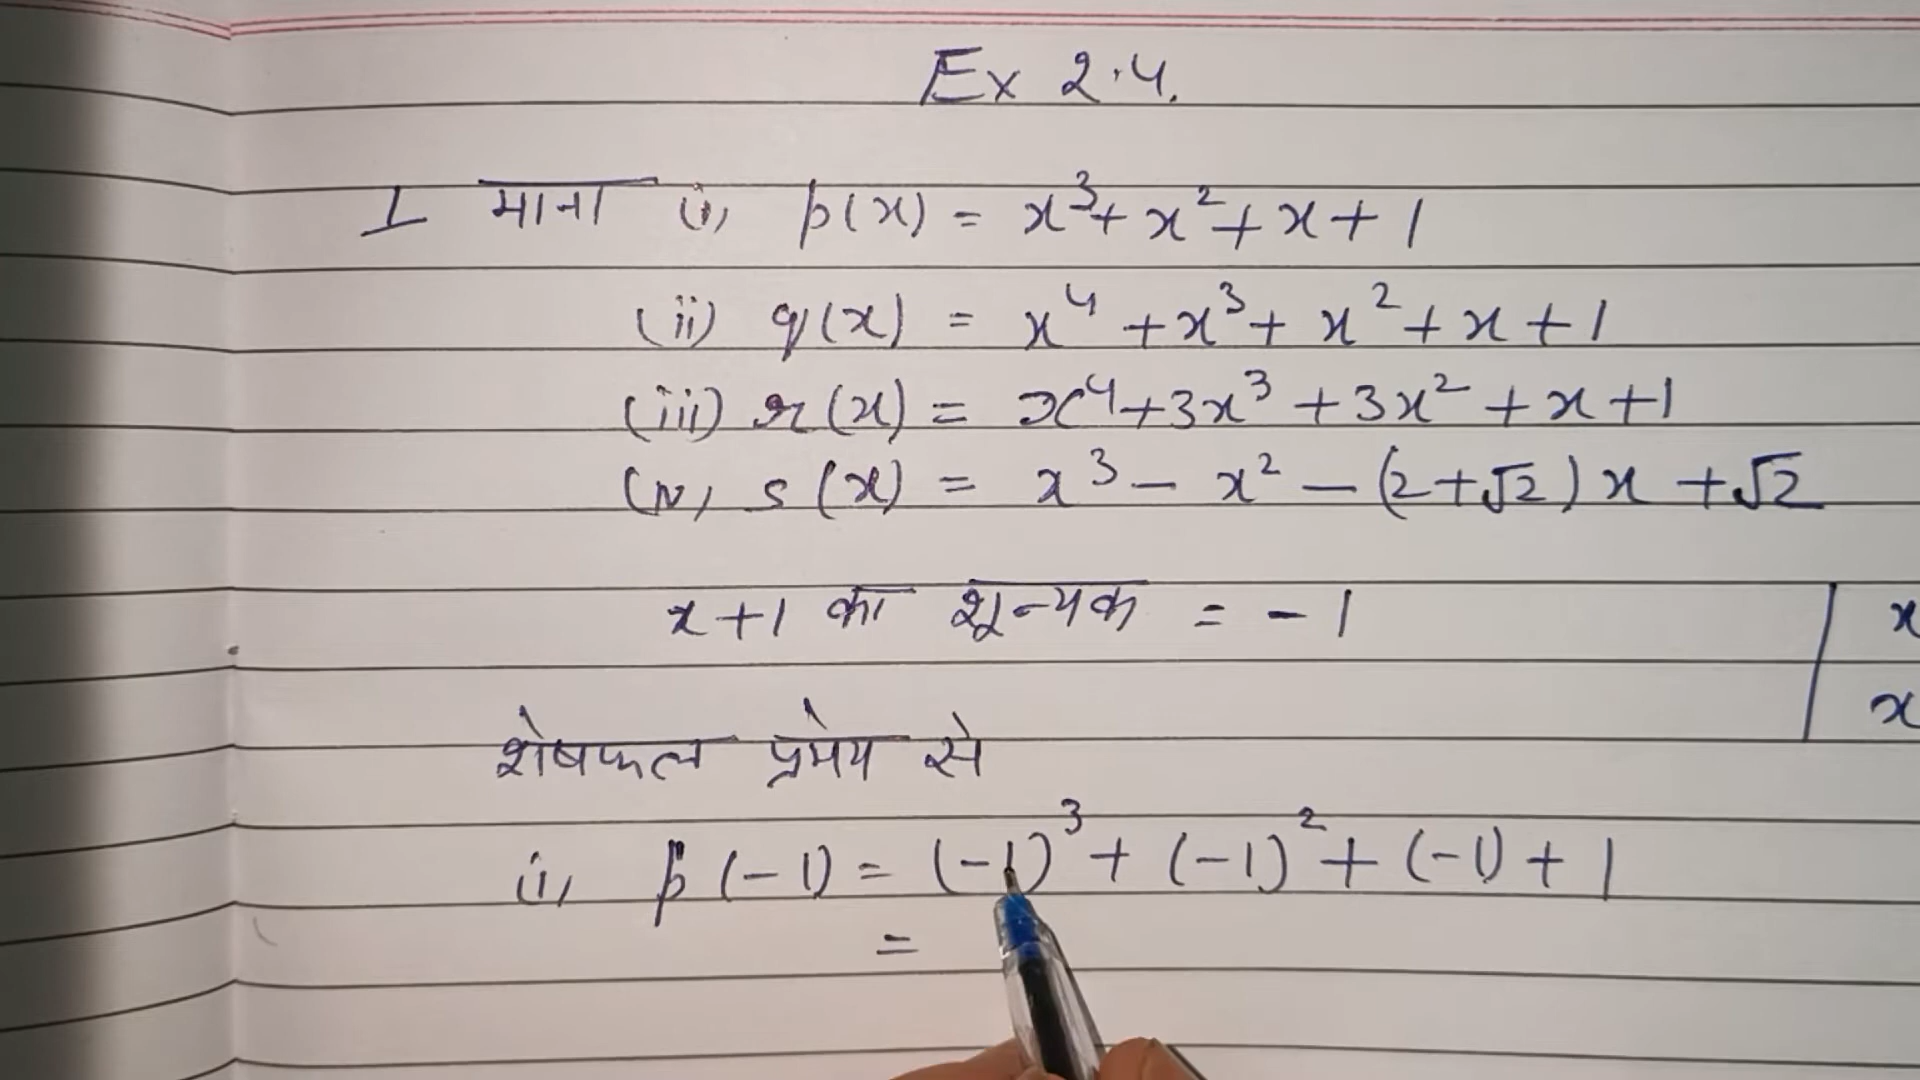 Ex 2.4.
1 माना (i) p(x) = x³ + x² + x + 1
(ii) q(x) = x⁴ + x³ + x² + x + 1
(iii) r(x) = x⁴ + 3x³ + 3x² + x + 1
(iv) s(x) = x³ - x² - (2+√2)x + √2
x+1 का शून्यक = -1
x
x
शेषफल प्रमेय से
(i) p(-1) = (-1)³ + (-1)² + (-1) + 1
=